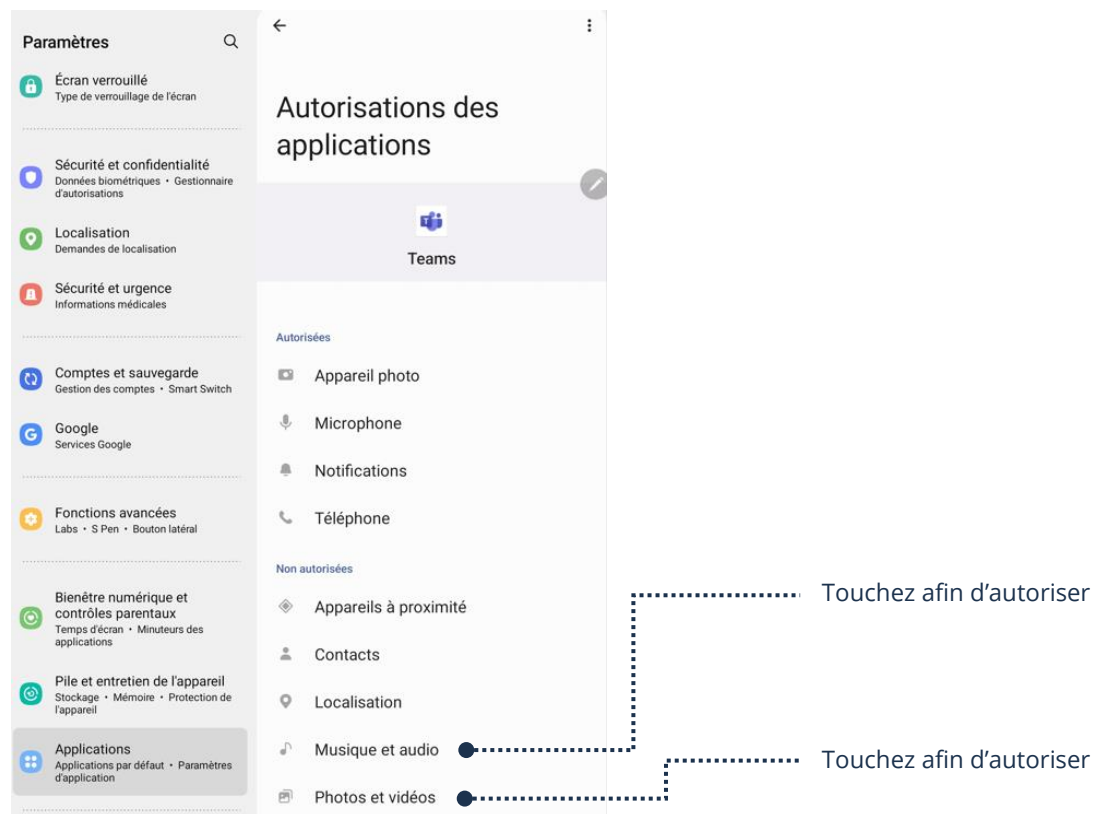 Paramètres
Écran verrouillé
Type de verrouillage de l'écran
Sécurité et confidentialité
Données biométriques • Gestionnaire
d'autorisations
Localisation
Demandes de localisation
Sécurité et urgence
Informations médicales
Comptes et sauvegarde
Gestion des comptes • Smart Switch
Google
Services Google
Fonctions avancées
Labs • S Pen • Bouton latéral
Bienêtre numérique et
contrôles parentaux
Temps d'écran • Minuteurs des
applications
Pile et entretien de l'appareil
Stockage • Mémoire • Protection de
l'appareil
Applications
Applications par défaut • Paramètres
d'application
Autorisations des
applications
Teams
Autorisées
Appareil photo
Microphone
Notifications
Téléphone
Non autorisées
Appareils à proximité
Contacts
Localisation
Musique et audio
Photos et vidéos
Touchez afin d’autoriser
Touchez afin d’autoriser